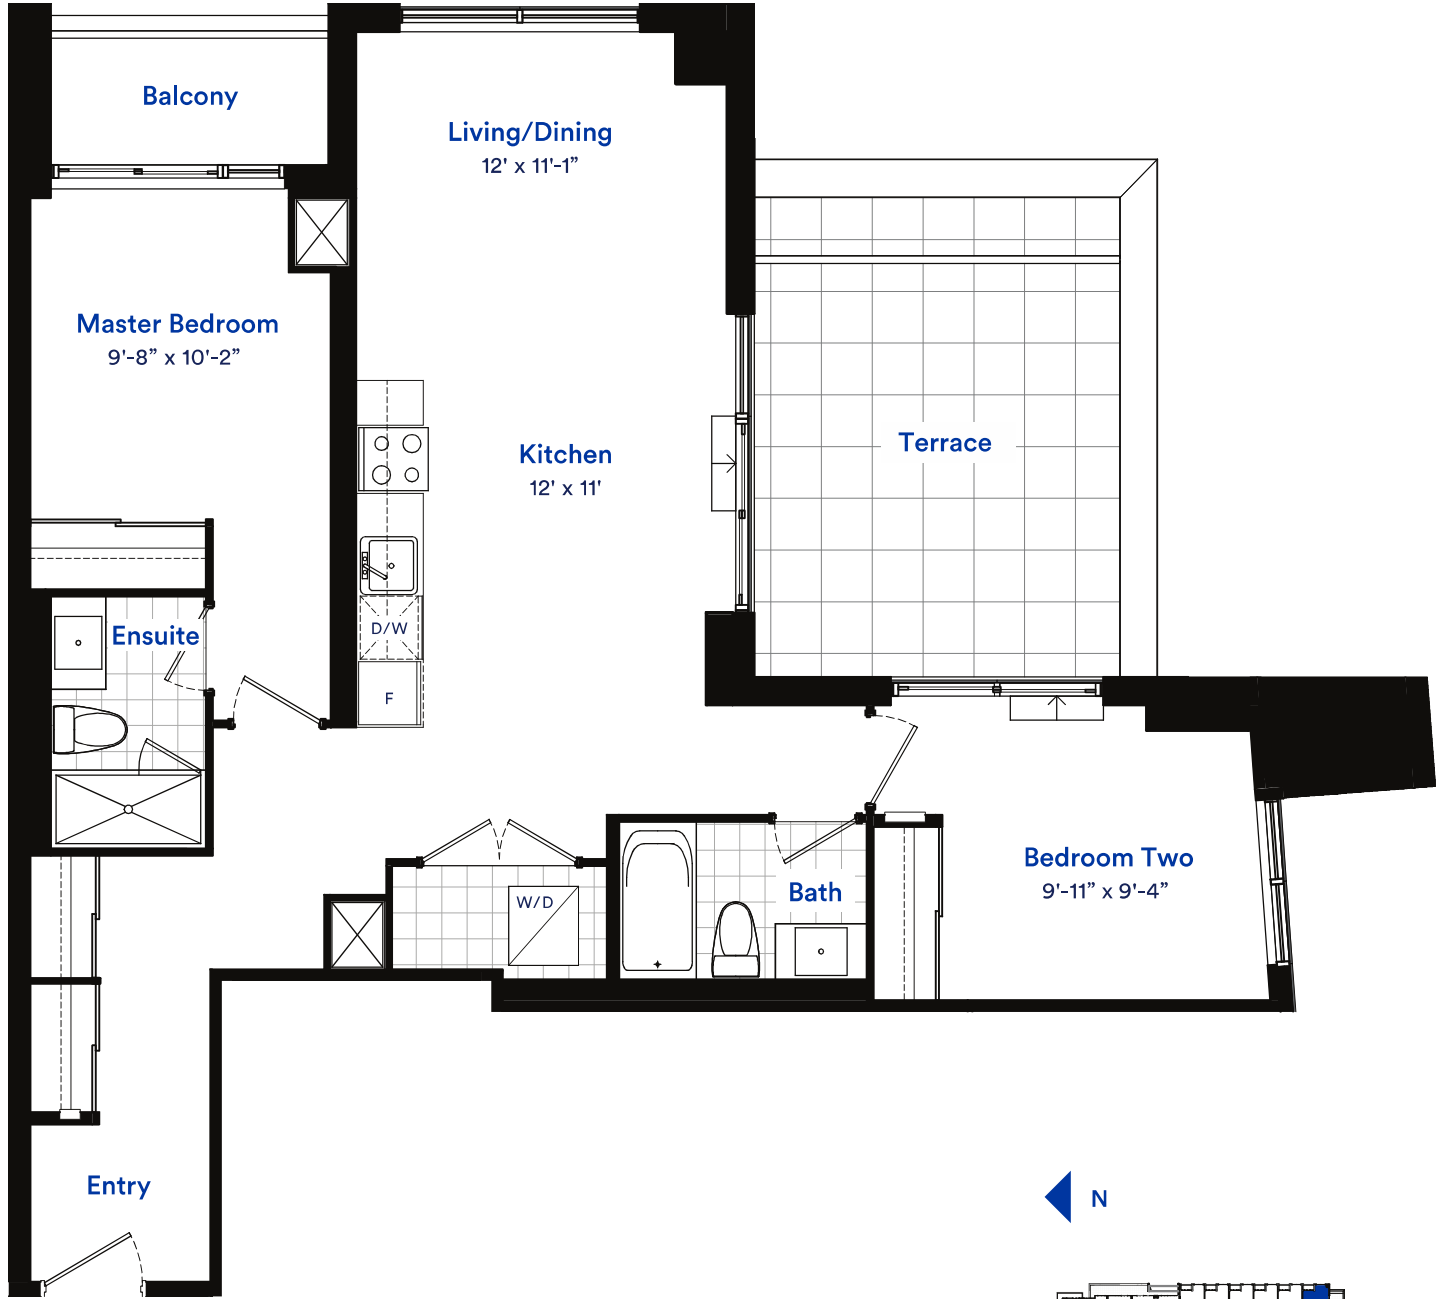 Balcony
Living/Dining
12' x 11'-1”
Master Bedroom
9'-8” x 10'-2”
Kitchen
12' x 11'
Terrace
Ensuite
D/W
F
Bedroom Two
9'-11” x 9'-4”
Bath
W/D
Entry
N